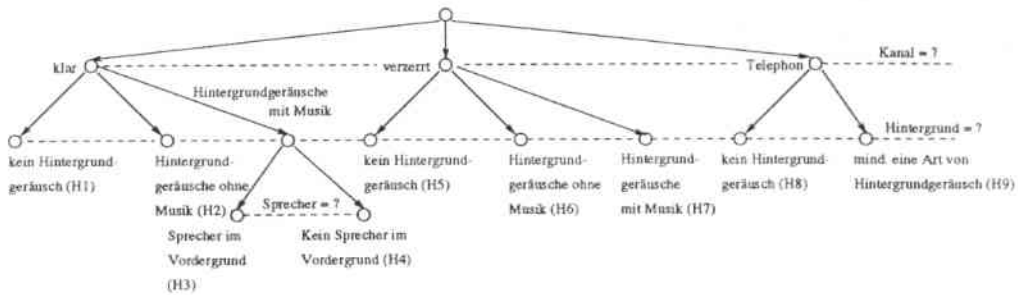 Kanal = ?
klar
verzerrt
Telephon
Hintergrundgeräusche
mit Musik
Hintergrund = ?
kein Hintergrund-
geräusch (H1)
Hintergrund-
geräusche ohne
Musik (H2)
kein Hintergrund-
geräusch (H5)
Hintergrund-
geräusche ohne
Musik (H6)
Hintergrund-
geräusche
mit Musik (H7)
kein Hintergrund-
geräusch (H8)
mind. eine Art von
Hintergrundgeräusch (H9)
Sprecher = ?
Sprecher im
Vordergrund
(H3)
Kein Sprecher im
Vordergrund (H4)